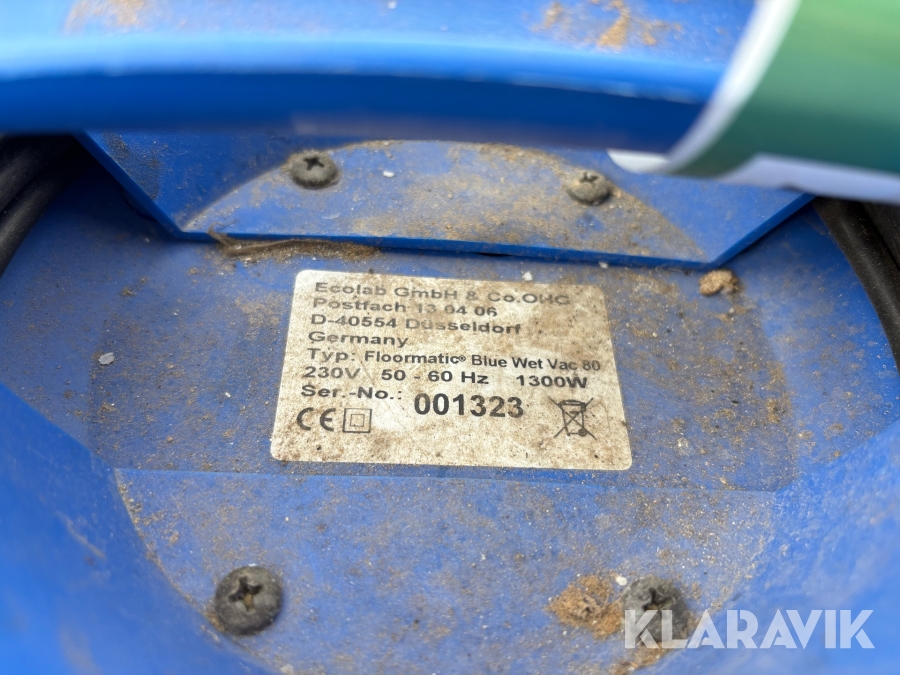 Ecolab GmbH & Co.OHG
Postfach 13 04 06
D-40554 Düsseldorf
Germany
Typ: Floormatic® Blue Wet Vac 80
230V 50 - 60 Hz 1300W
Ser.-No.: 001323
CE
KLARAVIK